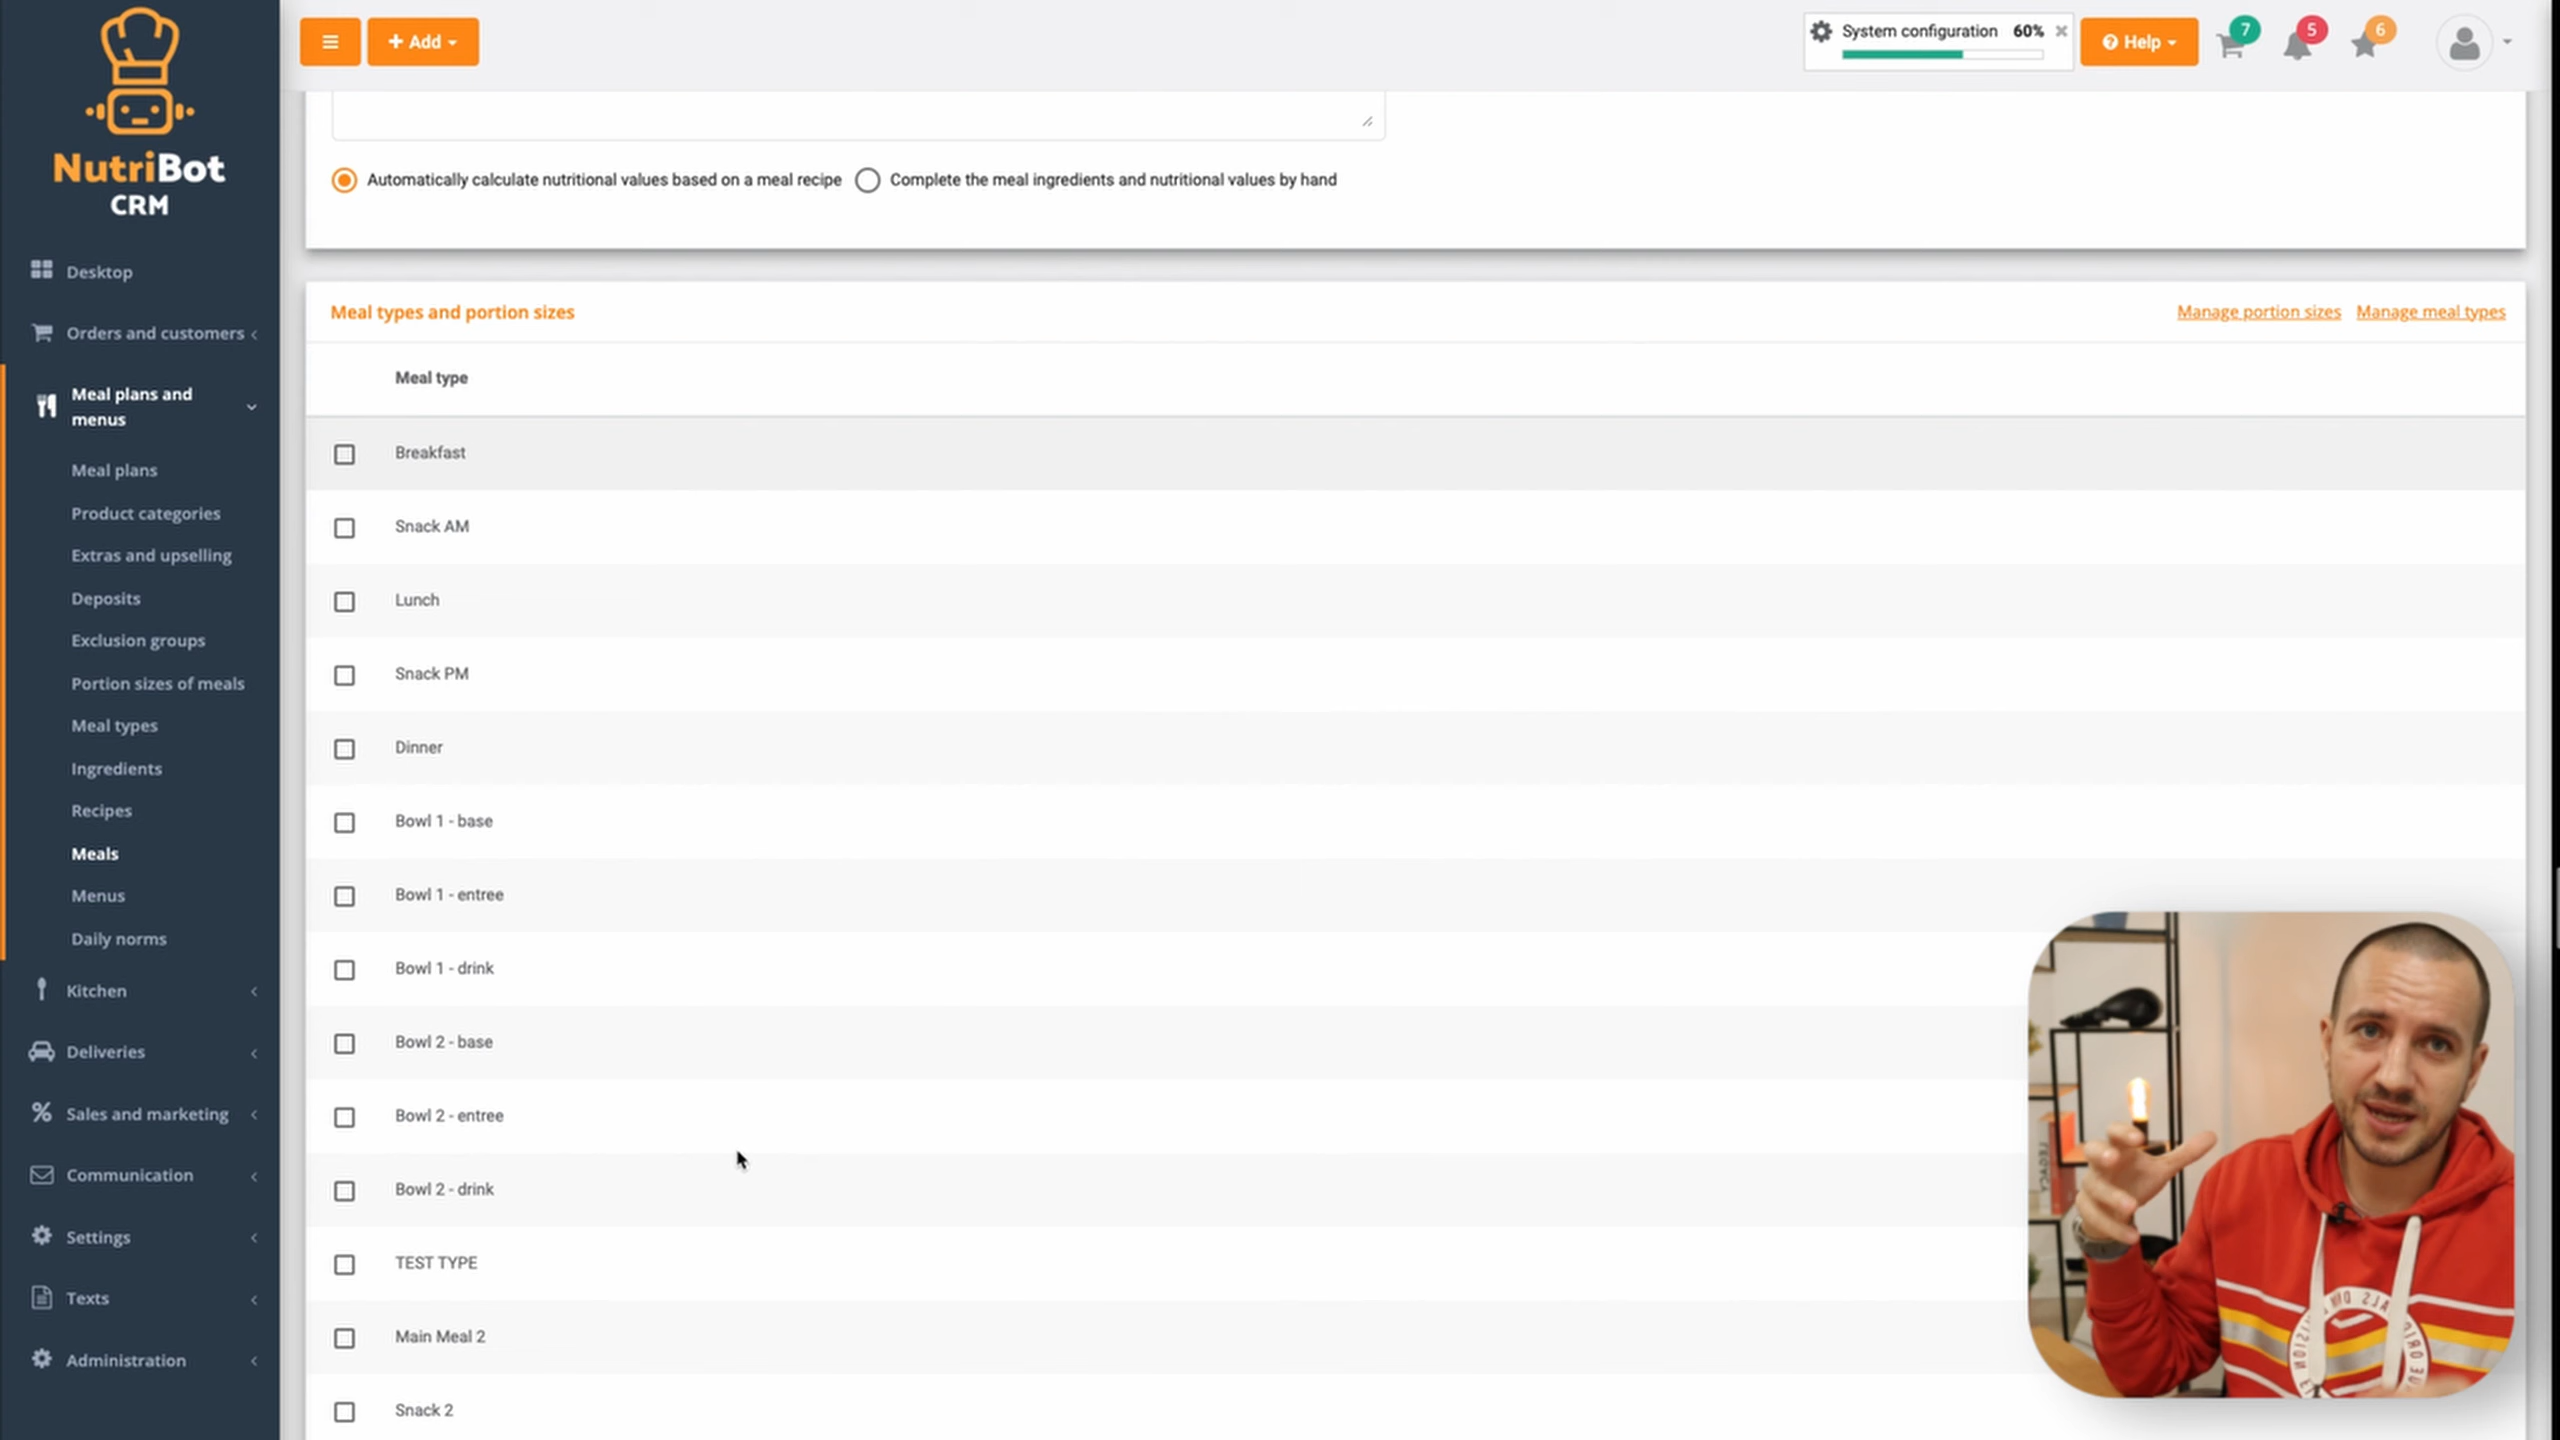 NutriBot
CRM
Desktop
Orders and customers
Meal plans and
menus
Meal plans
Product categories
Extras and upselling
Deposits
Exclusion groups
Portion sizes of meals
Meal types
Ingredients
Recipes
Meals
Menus
Daily norms
Kitchen
Deliveries
Sales and marketing
Communication
Settings
Texts
Administration
+ Add
System configuration 60%
Help
7
5
6
Automatically calculate nutritional values based on a meal recipe
Complete the meal ingredients and nutritional values by hand
Meal types and portion sizes
Manage portion sizes
Manage meal types
Meal type
Breakfast
Snack AM
Lunch
Snack PM
Dinner
Bowl 1 - base
Bowl 1 - entree
Bowl 1 - drink
Bowl 2 - base
Bowl 2 - entree
Bowl 2 - drink
TEST TYPE
Main Meal 2
Snack 2